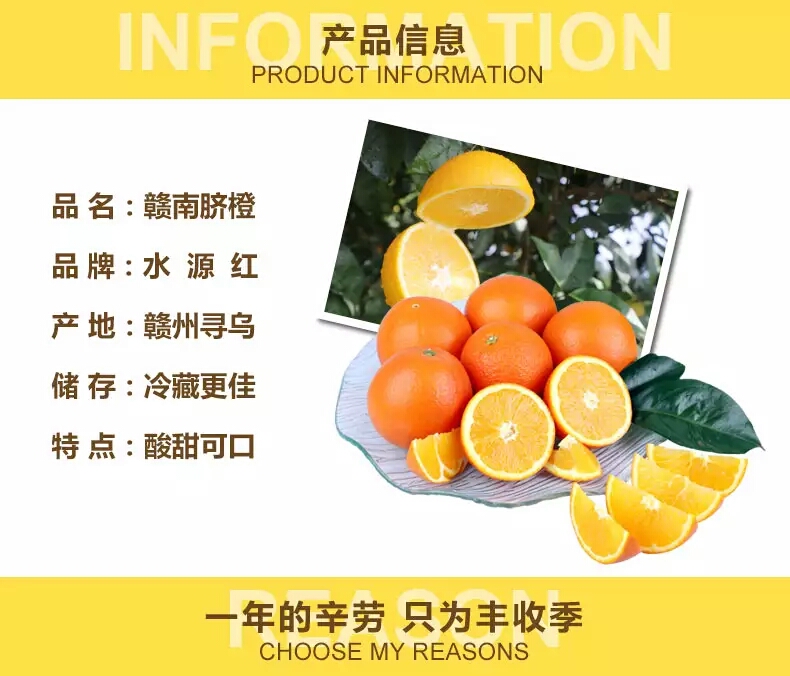 INFORMATION
产品信息
PRODUCT INFORMATION
品 名：赣南脐橙
品 牌：水 源 红
产 地：赣州寻乌
储 存：冷藏更佳
特 点：酸甜可口
REASON
一年的辛劳 只为丰收季
CHOOSE MY REASONS